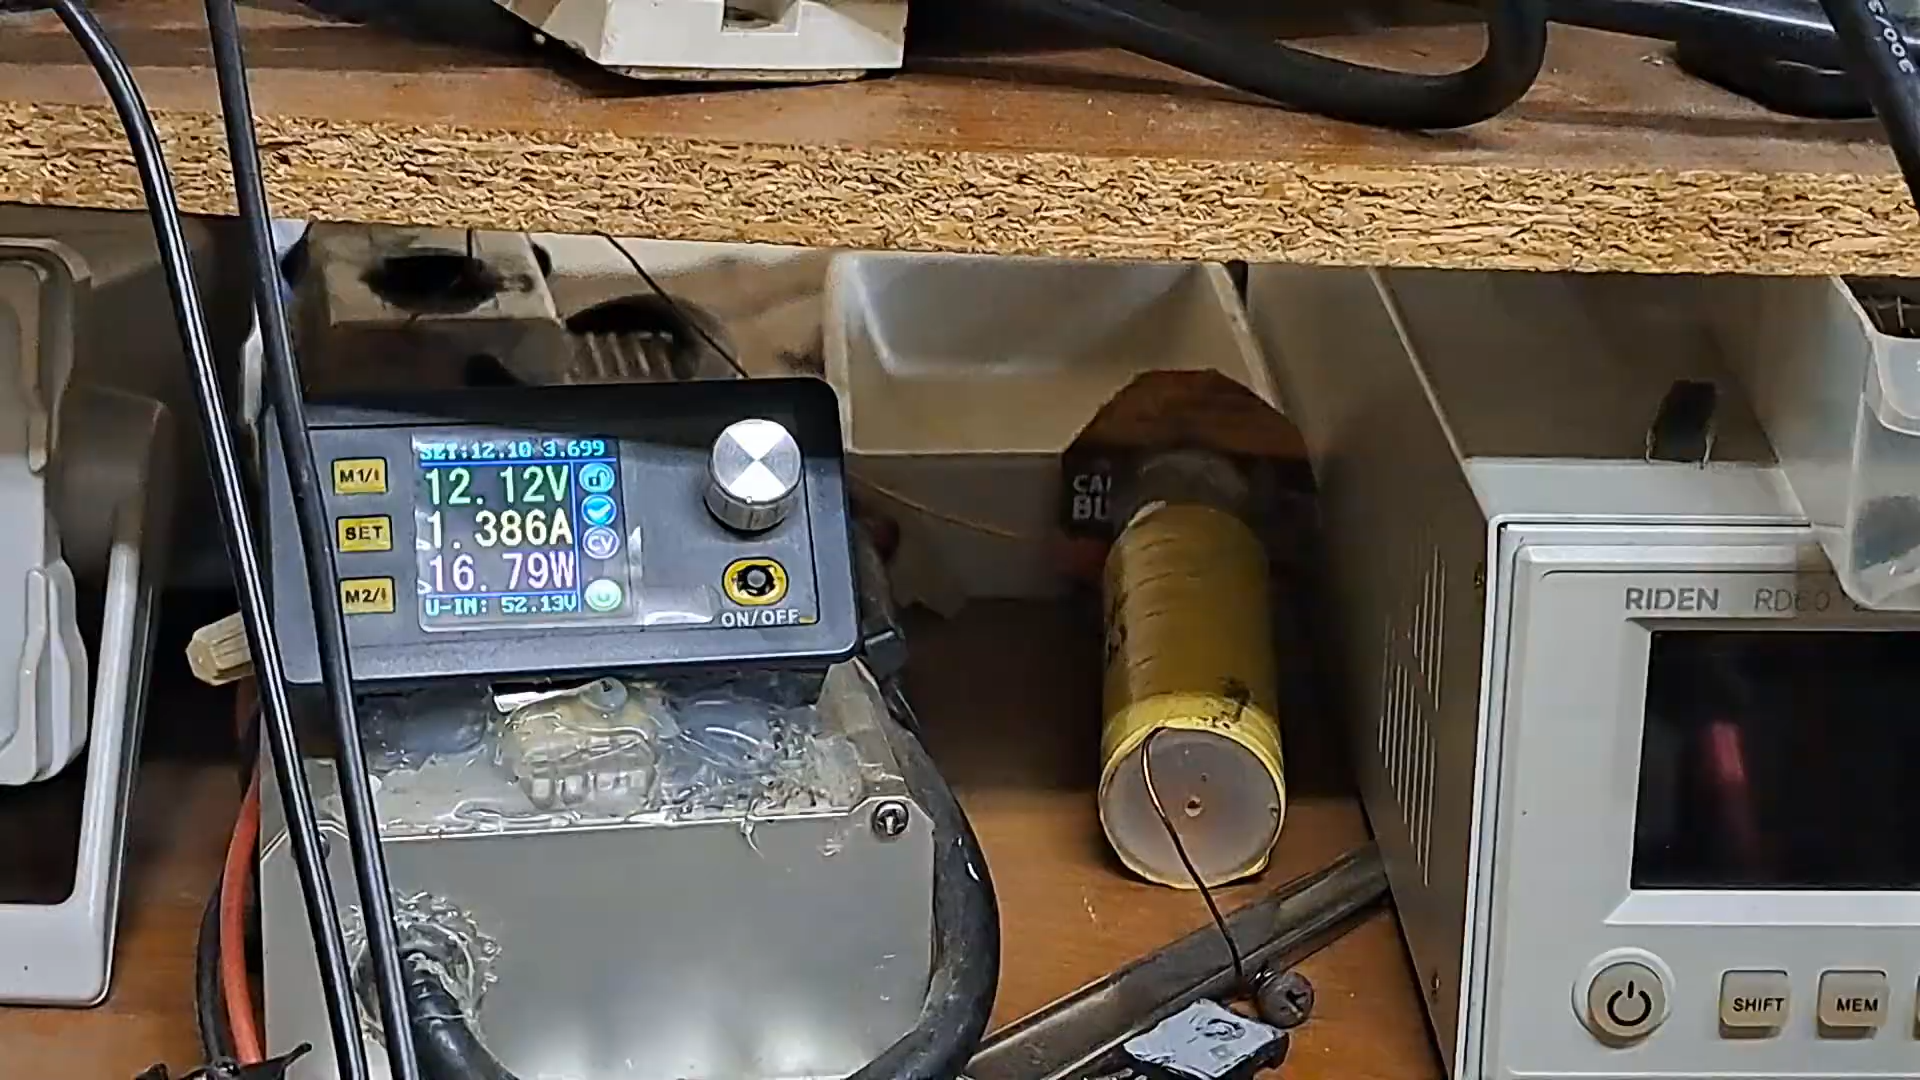 SET:12.10 3.699
12.12V
1.386A
16.79W
U-IN: 52.13V
CV
M1/I
SET
M2/I
ON/OFF
RIDEN
SHIFT
MEM